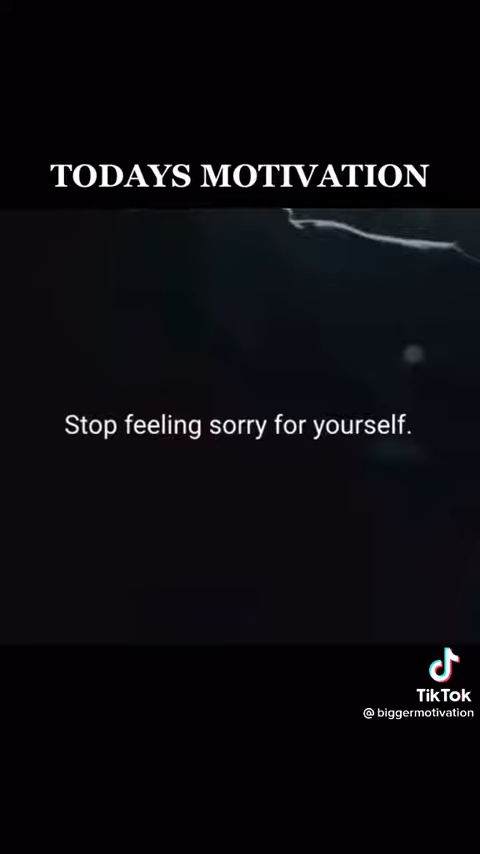 TODAYS MOTIVATION
Stop feeling sorry for yourself.
TikTok
@ biggermotivation